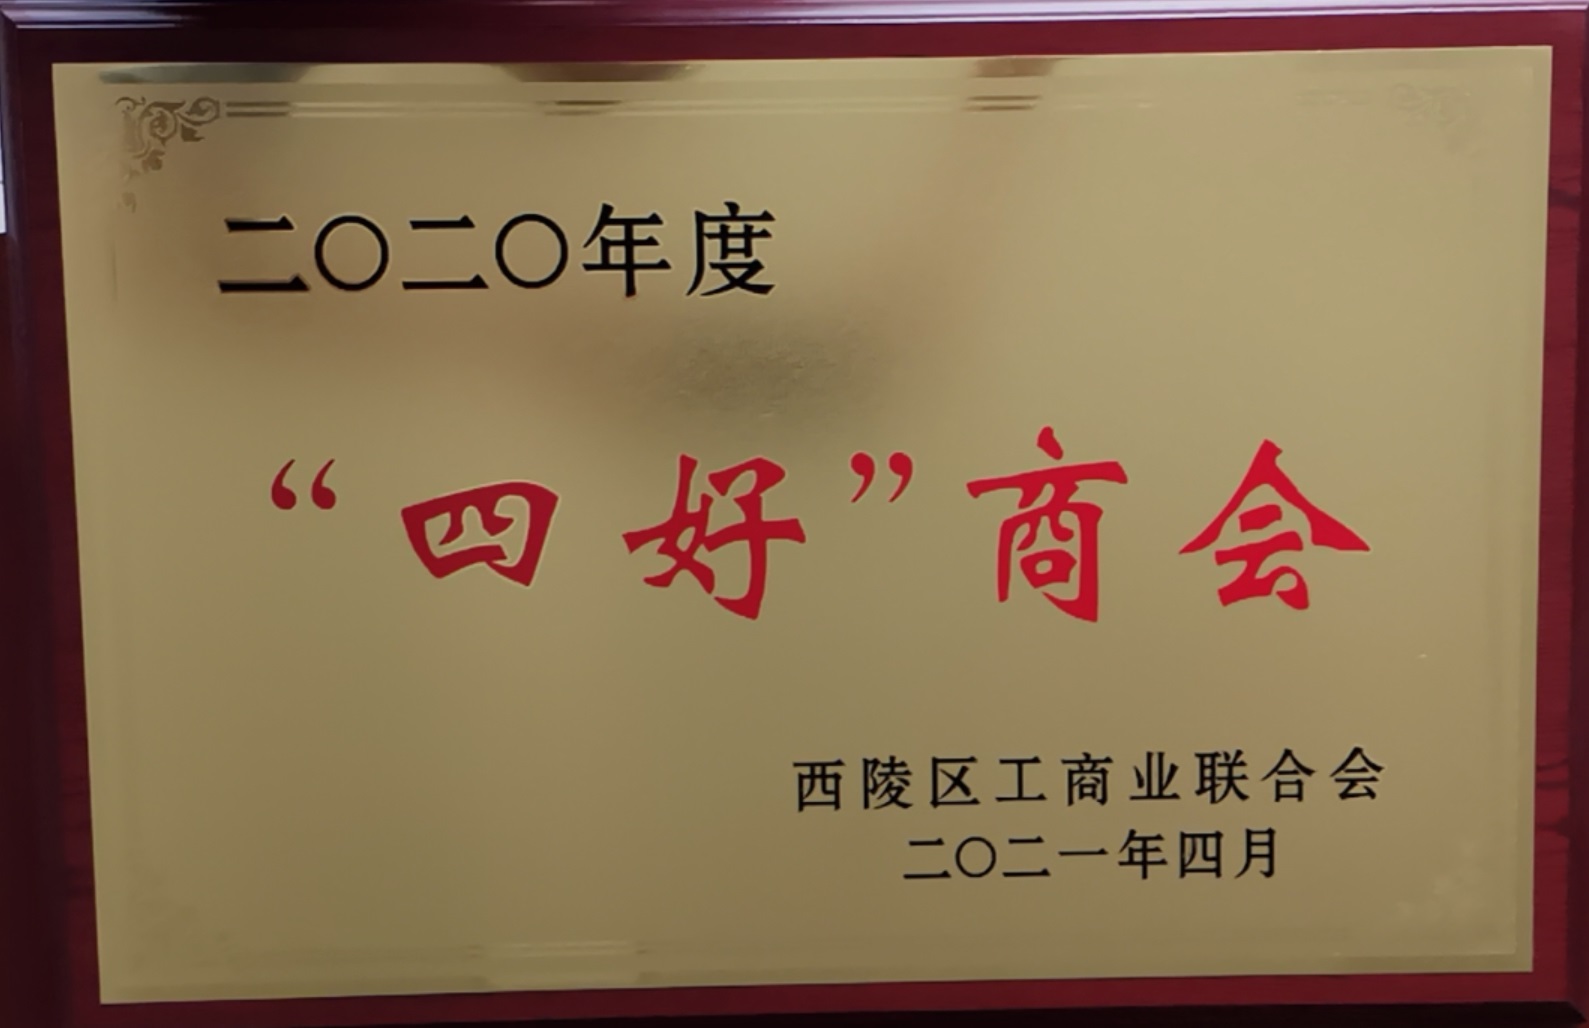 二〇二〇年度
“四好”商会
西陵区工商业联合会
二〇二一年四月